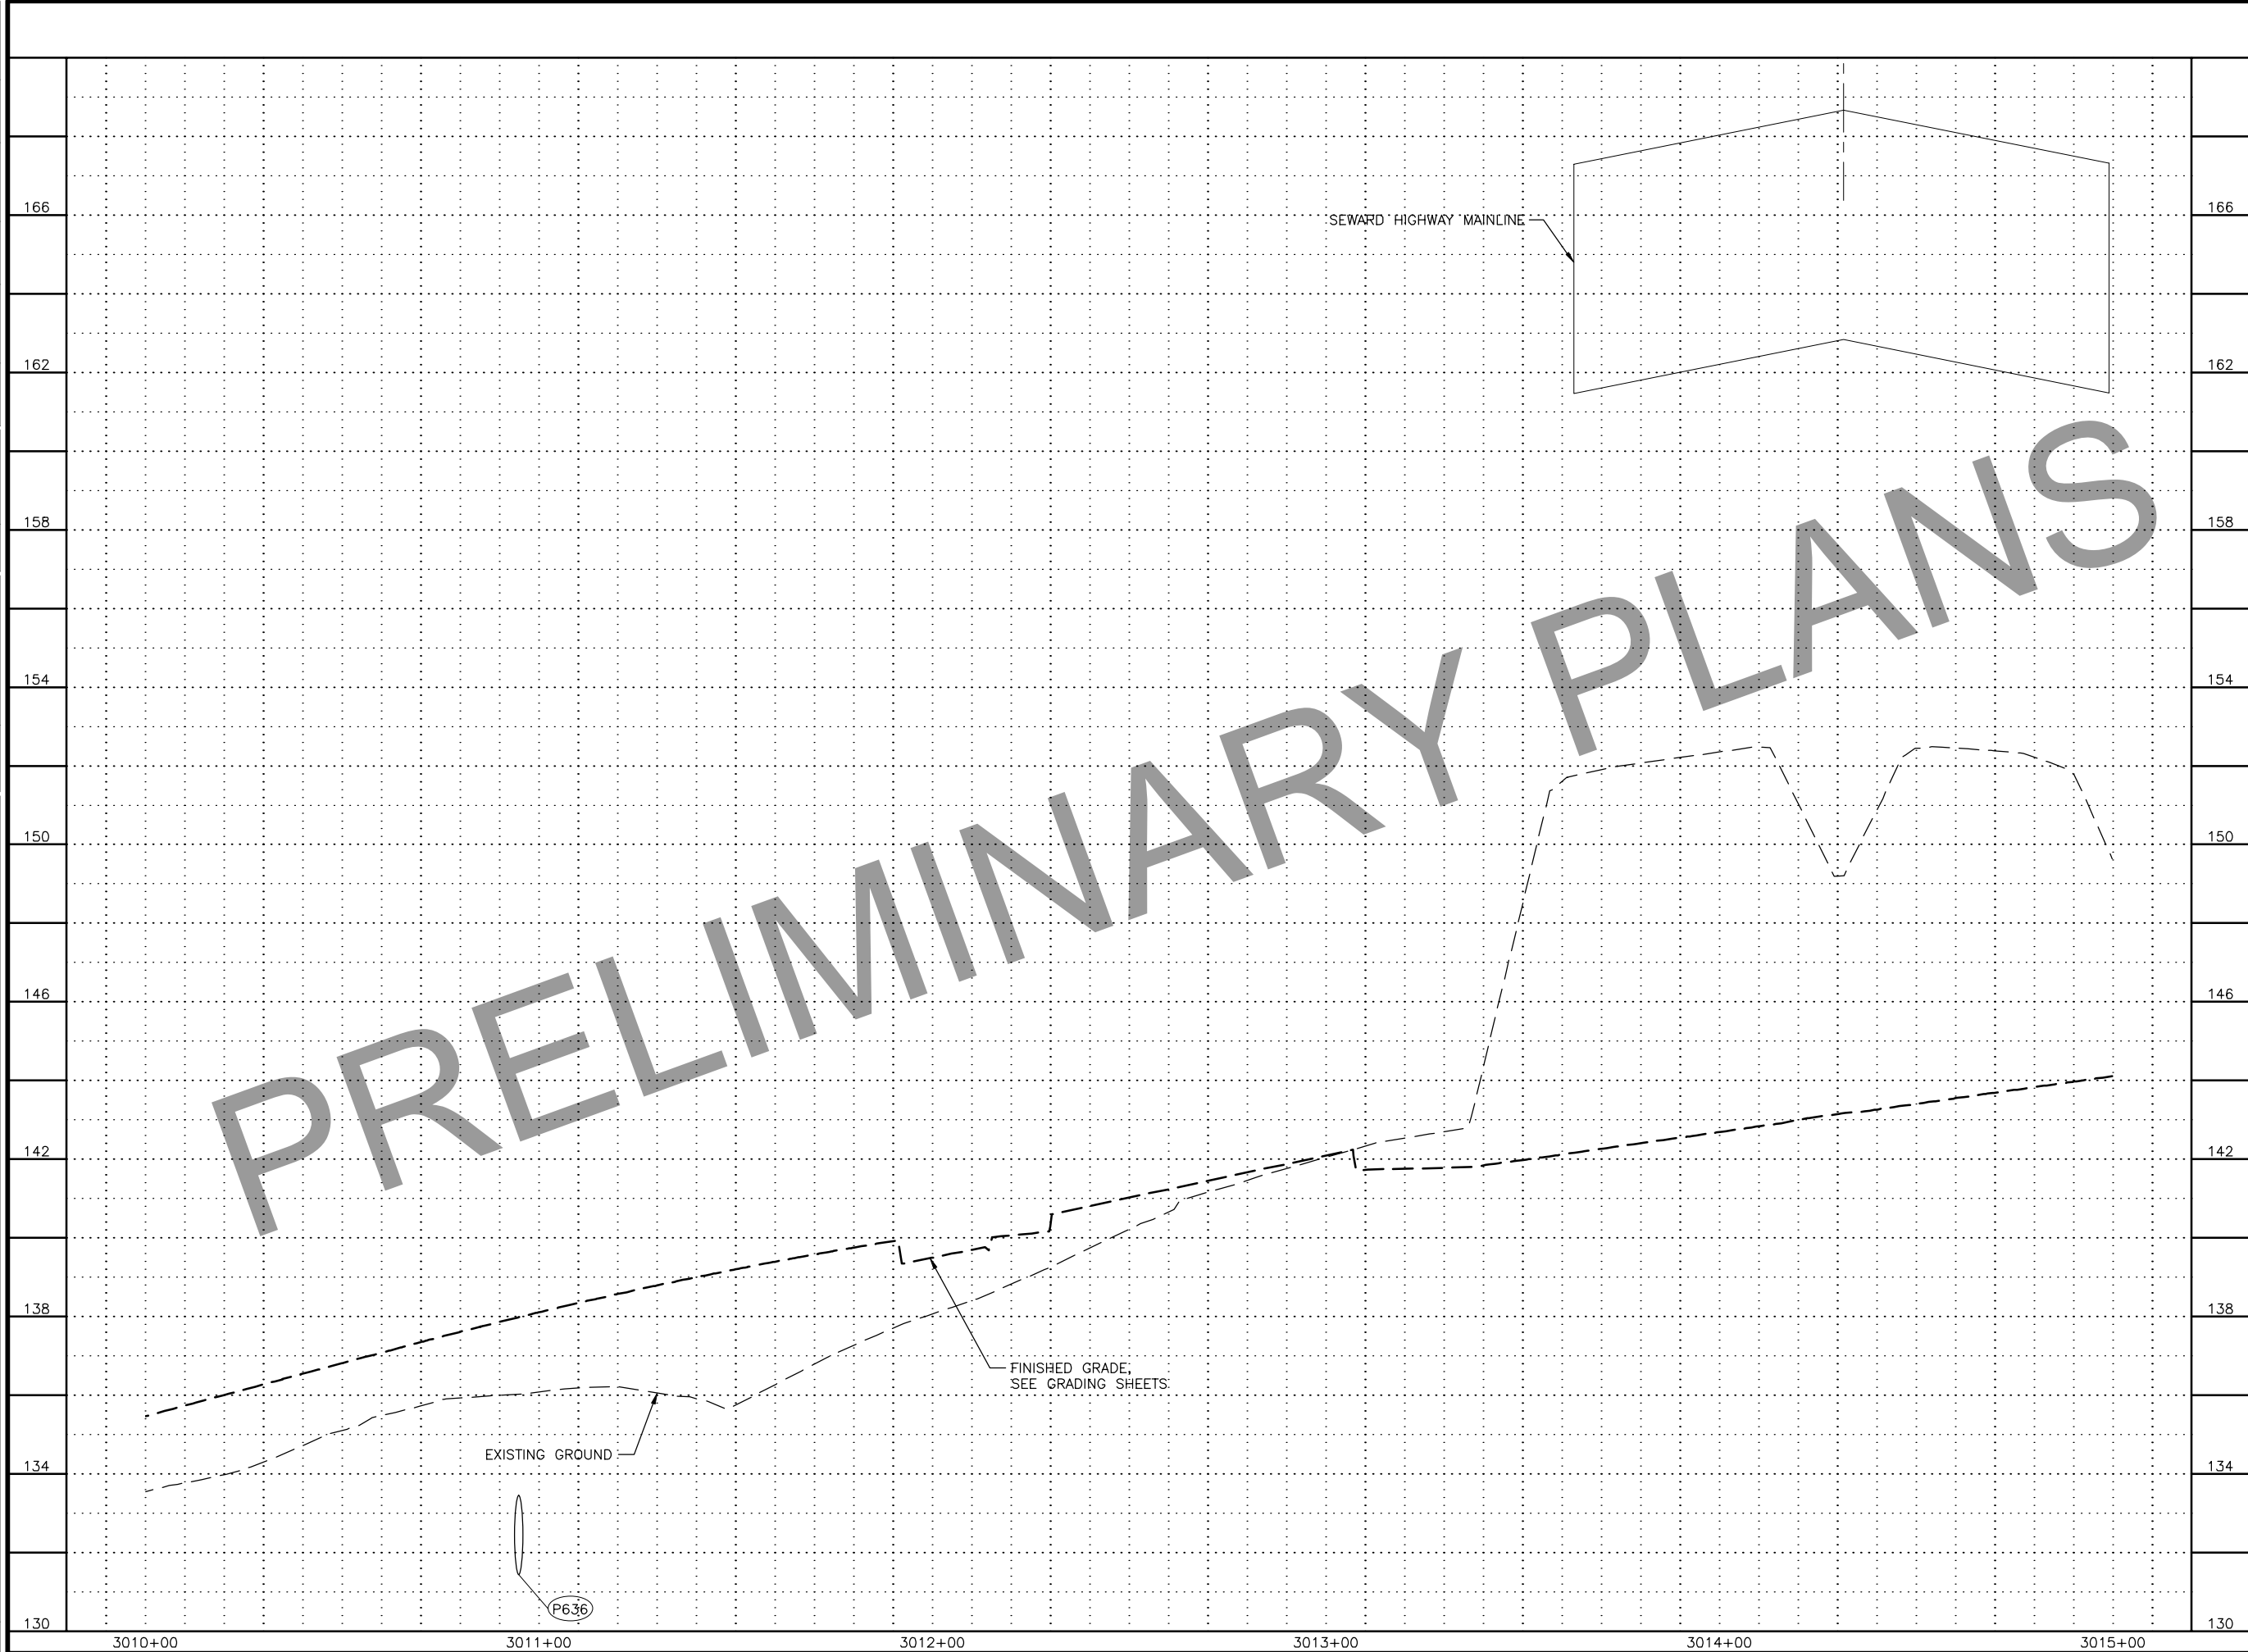 166
166
SEWARD HIGHWAY MAINLINE
162
162
158
158
154
154
150
150
146
146
PRELIMINARY PLANS
142
142
138
138
FINISHED GRADE,
SEE GRADING SHEETS
EXISTING GROUND
134
134
P636
130
130
3010+00 3011+00 3012+00 3013+00 3014+00 3015+00